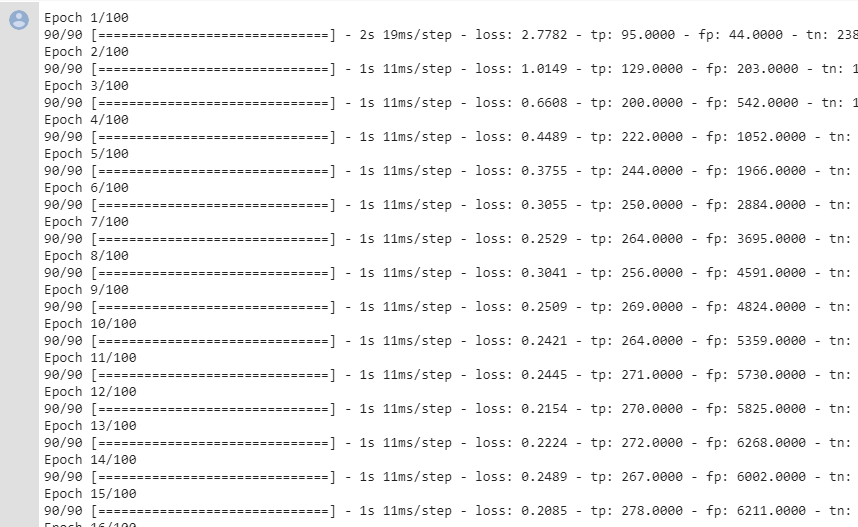 Epoch 1/100
90/90 [==============================] - 2s 19ms/step - loss: 2.7782 - tp: 95.0000 - fp: 44.0000 - tn: 238
Epoch 2/100
90/90 [==============================] - 1s 11ms/step - loss: 1.0149 - tp: 129.0000 - fp: 203.0000 - tn: 1
Epoch 3/100
90/90 [==============================] - 1s 11ms/step - loss: 0.6608 - tp: 200.0000 - fp: 542.0000 - tn: 1
Epoch 4/100
90/90 [==============================] - 1s 11ms/step - loss: 0.4489 - tp: 222.0000 - fp: 1052.0000 - tn:
Epoch 5/100
90/90 [==============================] - 1s 11ms/step - loss: 0.3755 - tp: 244.0000 - fp: 1966.0000 - tn:
Epoch 6/100
90/90 [==============================] - 1s 11ms/step - loss: 0.3055 - tp: 250.0000 - fp: 2884.0000 - tn:
Epoch 7/100
90/90 [==============================] - 1s 11ms/step - loss: 0.2529 - tp: 264.0000 - fp: 3695.0000 - tn:
Epoch 8/100
90/90 [==============================] - 1s 11ms/step - loss: 0.3041 - tp: 256.0000 - fp: 4591.0000 - tn:
Epoch 9/100
90/90 [==============================] - 1s 11ms/step - loss: 0.2509 - tp: 269.0000 - fp: 4824.0000 - tn:
Epoch 10/100
90/90 [==============================] - 1s 11ms/step - loss: 0.2421 - tp: 264.0000 - fp: 5359.0000 - tn:
Epoch 11/100
90/90 [==============================] - 1s 11ms/step - loss: 0.2445 - tp: 271.0000 - fp: 5730.0000 - tn:
Epoch 12/100
90/90 [==============================] - 1s 11ms/step - loss: 0.2154 - tp: 270.0000 - fp: 5825.0000 - tn:
Epoch 13/100
90/90 [==============================] - 1s 11ms/step - loss: 0.2224 - tp: 272.0000 - fp: 6268.0000 - tn:
Epoch 14/100
90/90 [==============================] - 1s 11ms/step - loss: 0.2489 - tp: 267.0000 - fp: 6002.0000 - tn:
Epoch 15/100
90/90 [==============================] - 1s 11ms/step - loss: 0.2085 - tp: 278.0000 - fp: 6211.0000 - tn:
Epoch 16/100